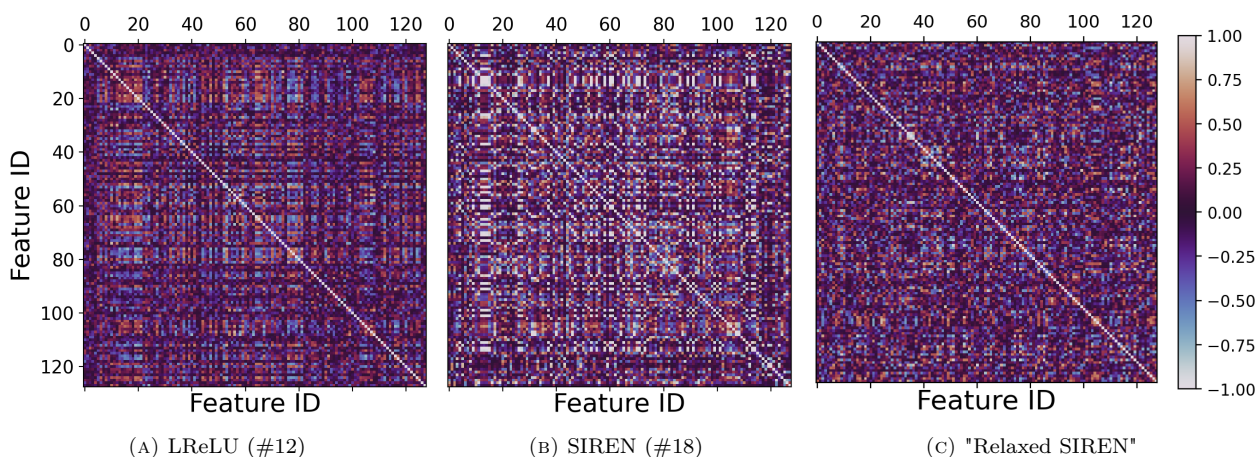 0 20 40 60 80 100 120
0 20 40 60 80 100 120
0 20 40 60 80 100 120
0
20
40
60
80
100
120
Feature ID
Feature ID
Feature ID
Feature ID
1.00
0.75
0.50
0.25
0.00
−0.25
−0.50
−0.75
−1.00
(A) LReLU (#12)
(B) SIREN (#18)
(C) "Relaxed SIREN"